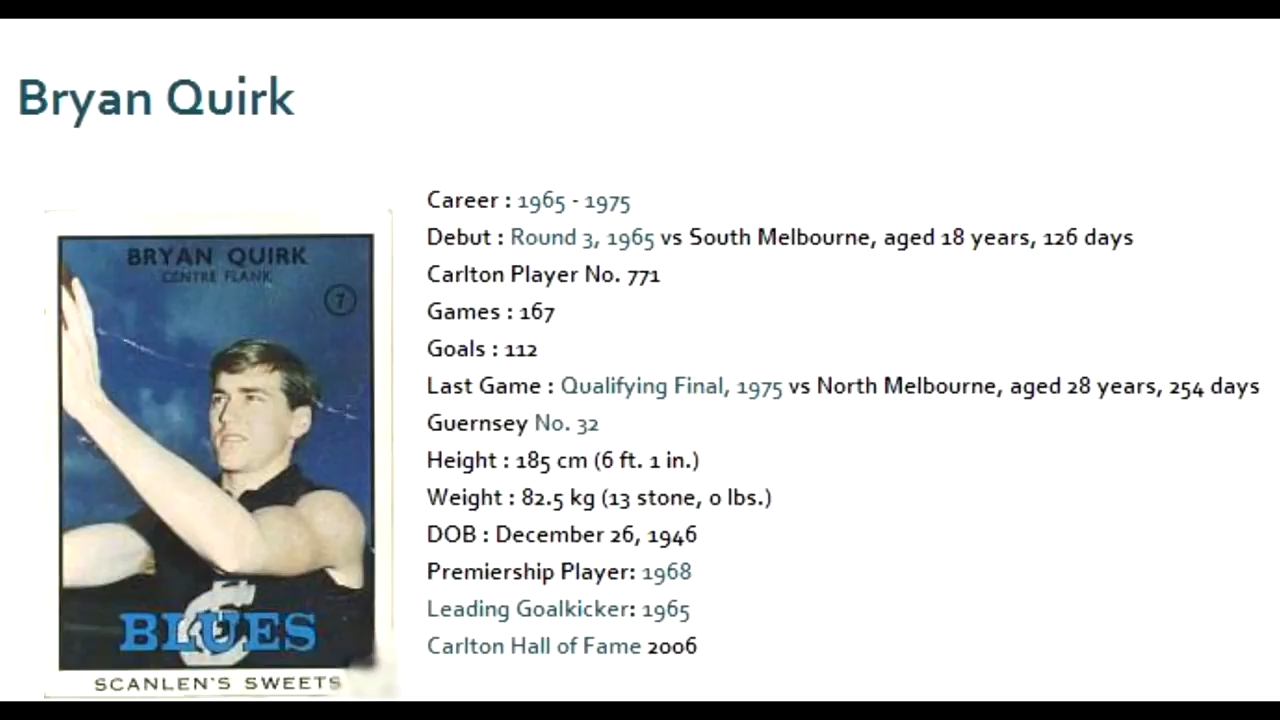 Bryan Quirk
BRYAN QUIRK
CENTRE FLANK
7
BLUES
SCANLEN'S SWEETS
Career : 1965 - 1975
Debut : Round 3, 1965 vs South Melbourne, aged 18 years, 126 days
Carlton Player No. 771
Games : 167
Goals : 112
Last Game : Qualifying Final, 1975 vs North Melbourne, aged 28 years, 254 days
Guernsey No. 32
Height : 185 cm (6 ft. 1 in.)
Weight : 82.5 kg (13 stone, 0 lbs.)
DOB : December 26, 1946
Premiership Player: 1968
Leading Goalkicker: 1965
Carlton Hall of Fame 2006